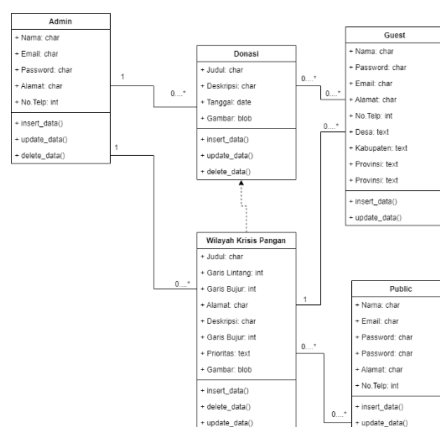 Admin
+ Nama: char
+ Email: char
+ Password: char
+ Alamat: char
+ No.Telp: int
+ insert_data()
+ update_data()
+ delete_data()
1
0....*
1
0....*
Donasi
+ Judul: char
+ Deskripsi: char
+ Tanggal: date
+ Gambar: blob
+ insert_data()
+ update_data()
+ delete_data()
0....*
0....*
Guest
+ Nama: char
+ Password: char
+ Email: char
+ Alamat: char
+ No.Telp: int
+ Desa: text
+ Kabupaten: text
+ Provinsi: text
+ Provinsi: text
+ insert_data()
+ update_data()
0....*
1
Wilayah Krisis Pangan
+ Judul: char
+ Garis Lintang: int
+ Garis Bujur: int
+ Alamat: char
+ Deskripsi: char
+ Garis Bujur: int
+ Prioritas: text
+ Gambar: blob
+ insert_data()
+ delete_data()
+ update_data()
0....*
0....*
Public
+ Nama: char
+ Email: char
+ Password: char
+ Password: char
+ Alamat: char
+ No.Telp: int
+ insert_data()
+ update_data()